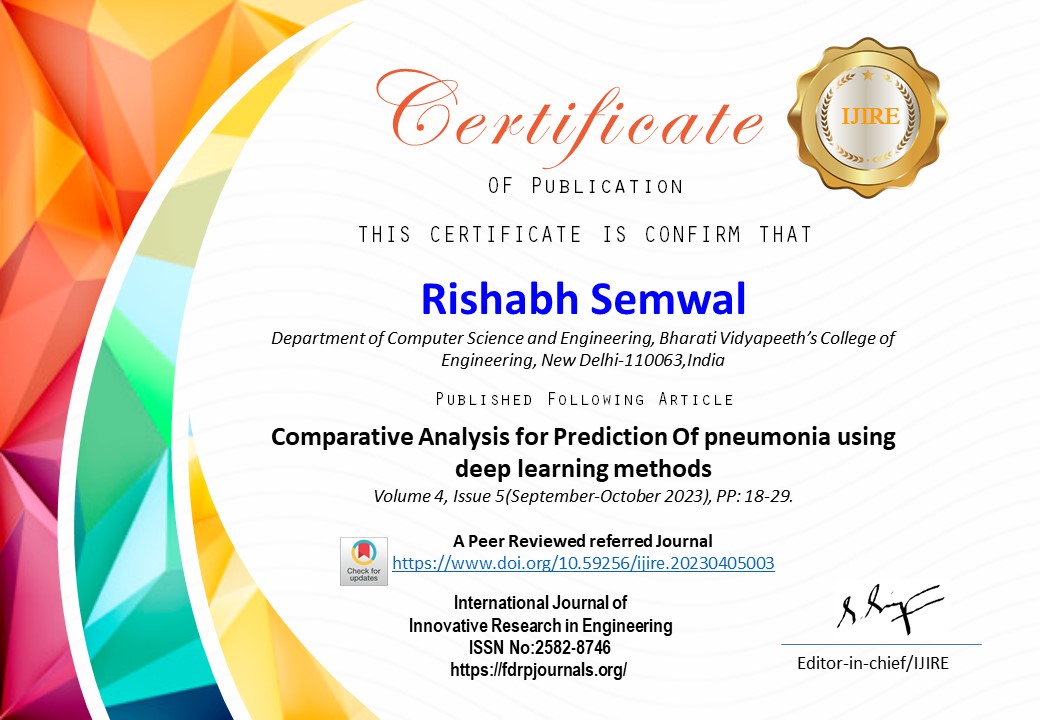 Certificate
IJIRE
OF PUBLICATION
THIS CERTIFICATE IS CONFIRM THAT
Rishabh Semwal
Department of Computer Science and Engineering, Bharati Vidyapeeth's College of
Engineering, New Delhi-110063,India
PUBLISHED FOLLOWING ARTICLE
Comparative Analysis for Prediction Of pneumonia using
deep learning methods
Volume 4, Issue 5(September-October 2023), PP: 18-29.
A Peer Reviewed referred Journal
Check for
updates
https://www.doi.org/10.59256/ijire.20230405003
International Journal of
Innovative Research in Engineering
ISSN No:2582-8746
https://fdrpjournals.org/
Editor-in-chief/IJIRE